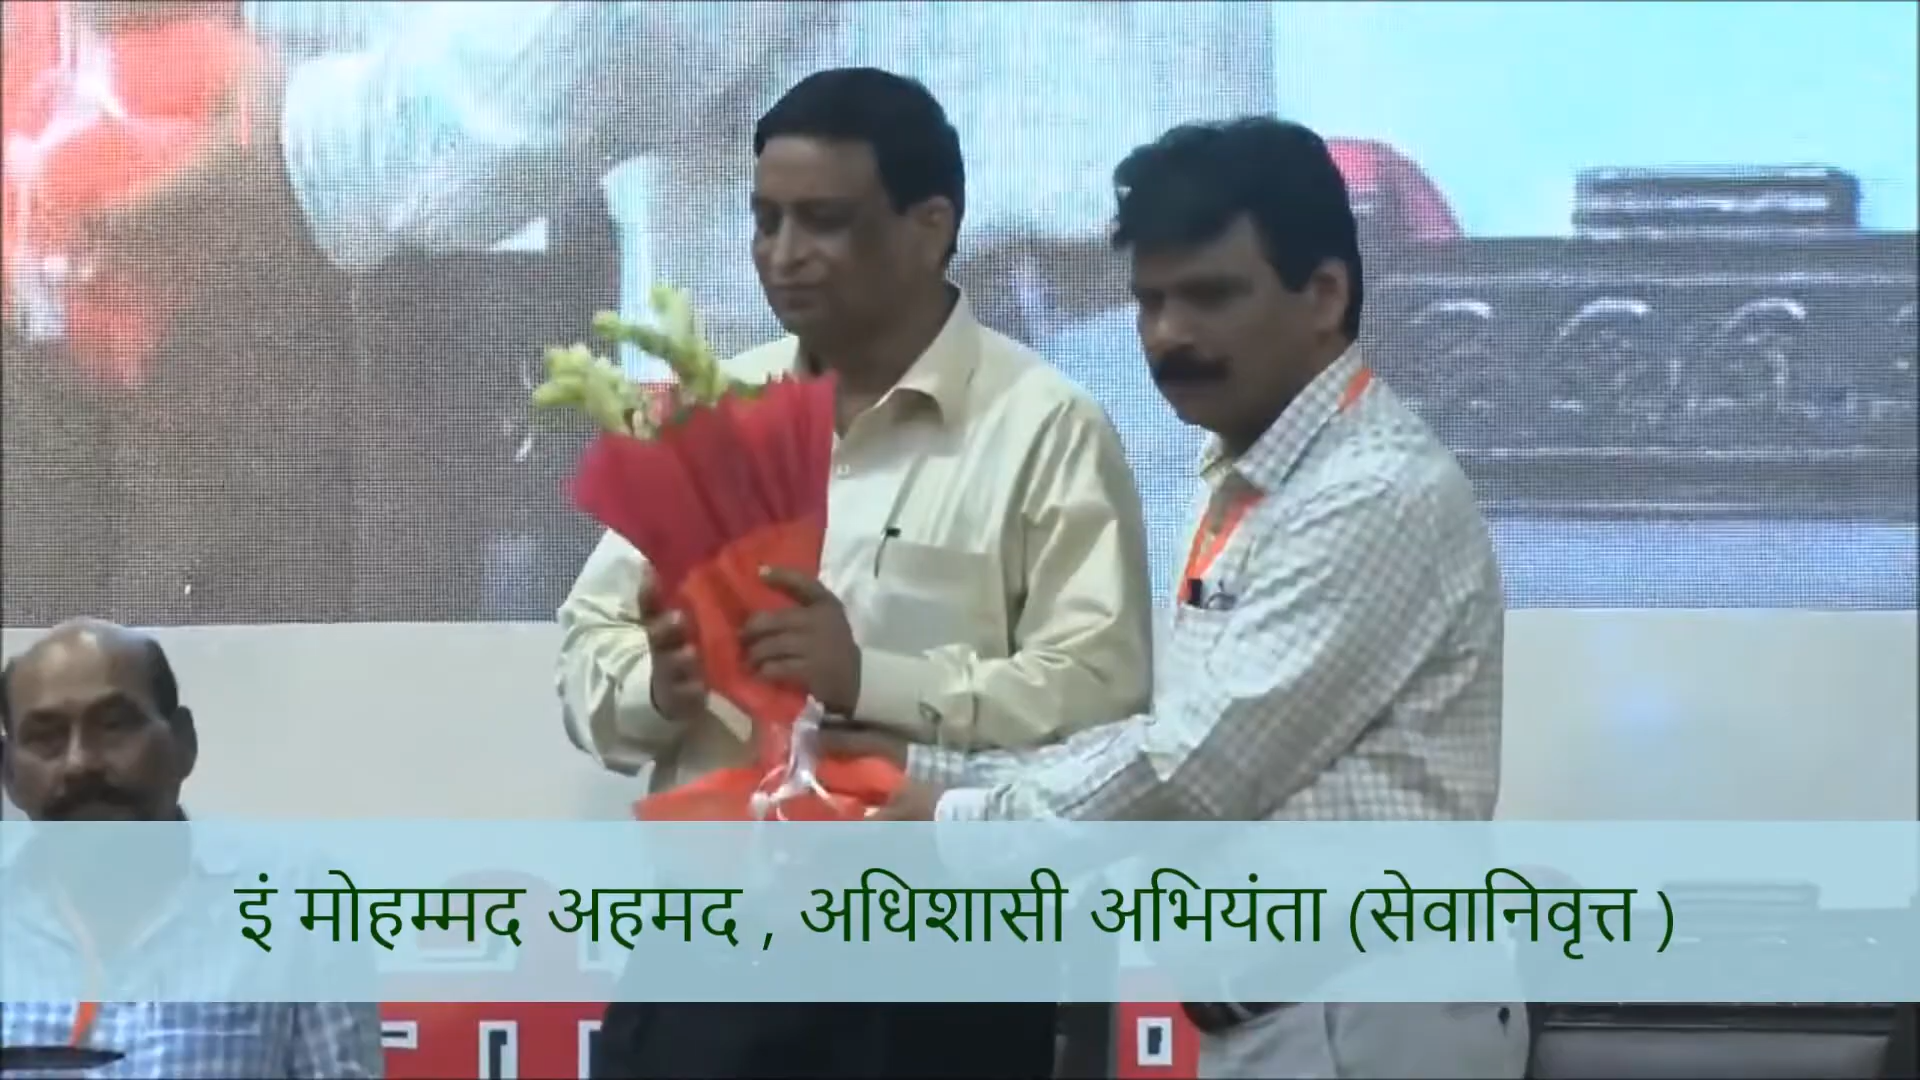 इं मोहम्मद अहमद , अधिशासी अभियंता (सेवानिवृत्त )